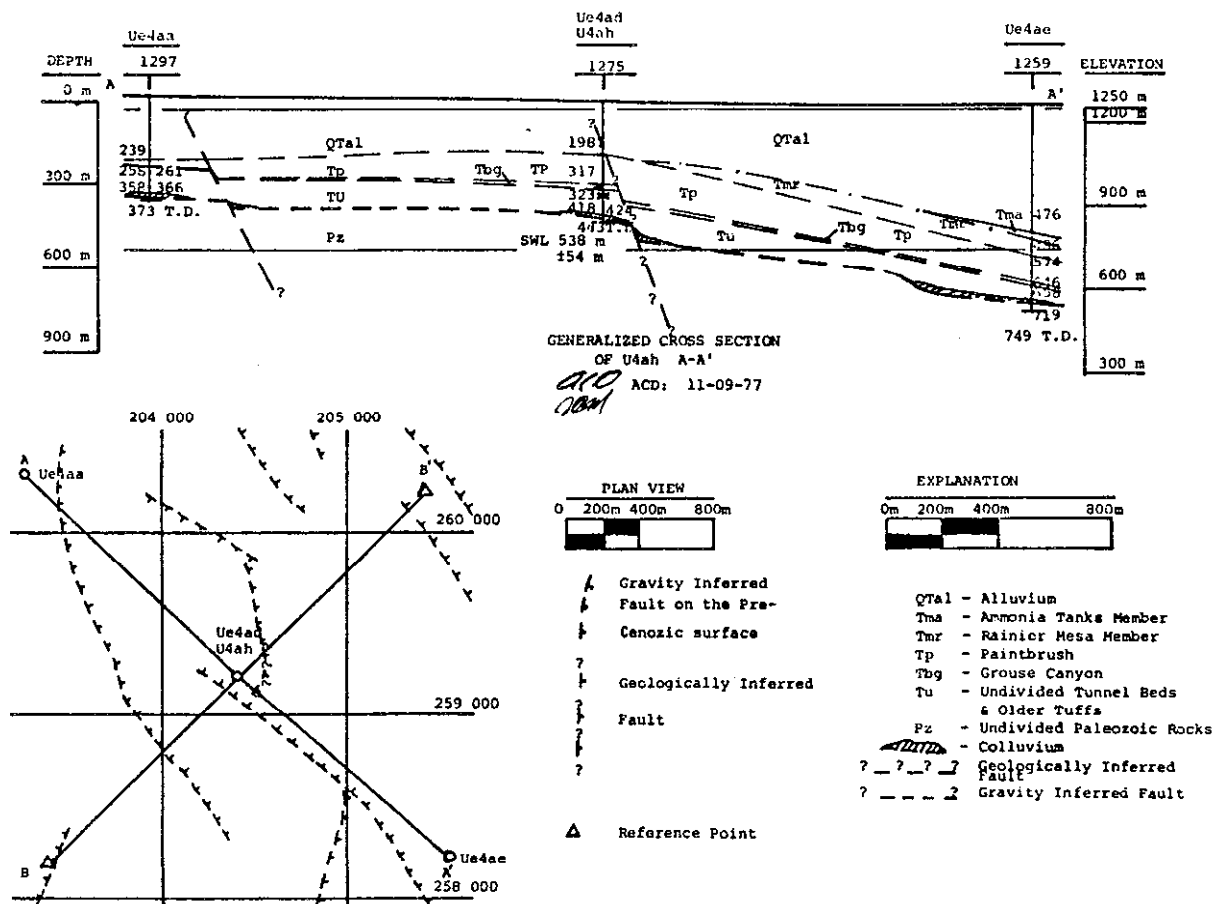 Ue4ad
U4ah
Ue4aa
Ue4ae
DEPTH
1297
1275
1259
ELEVATION
A
A'
0 m
1250 m
1200 m
?
239
QTal
198
QTal
255 261
Tp
Tbg
TP
317
Tmr
300 m
900 m
358 366
TU
323
Tp
Tma
476
373 T.D.
418
424
Tu
Tbg
Tp
Pz
SWL 538 m
±54 m
574
600 m
600 m
?
?
?
?
719
749 T.D.
900 m
300 m
GENERALIZED CROSS SECTION
OF U4ah A-A'
ACD: 11-09-77
204 000
205 000
A
Ue4aa
B'
260 000
Ue4ad
U4ah
259 000
B
A'
Ue4ae
258 000
PLAN VIEW
0 200m 400m 800m
Gravity Inferred
Fault on the Pre-
Canozic surface
?
Geologically Inferred
?
Fault
?
?
Reference Point
EXPLANATION
0m 200m 400m 800m
QTal - Alluvium
Tma - Ammonia Tanks Member
Tmr - Rainier Mesa Member
Tp - Paintbrush
Tbg - Grouse Canyon
Tu - Undivided Tunnel Beds
& Older Tuffs
Pz - Undivided Paleozoic Rocks
- Colluvium
? _ ? _ ? _ ? Geologically Inferred
Fault
? _ _ _ ? Gravity Inferred Fault